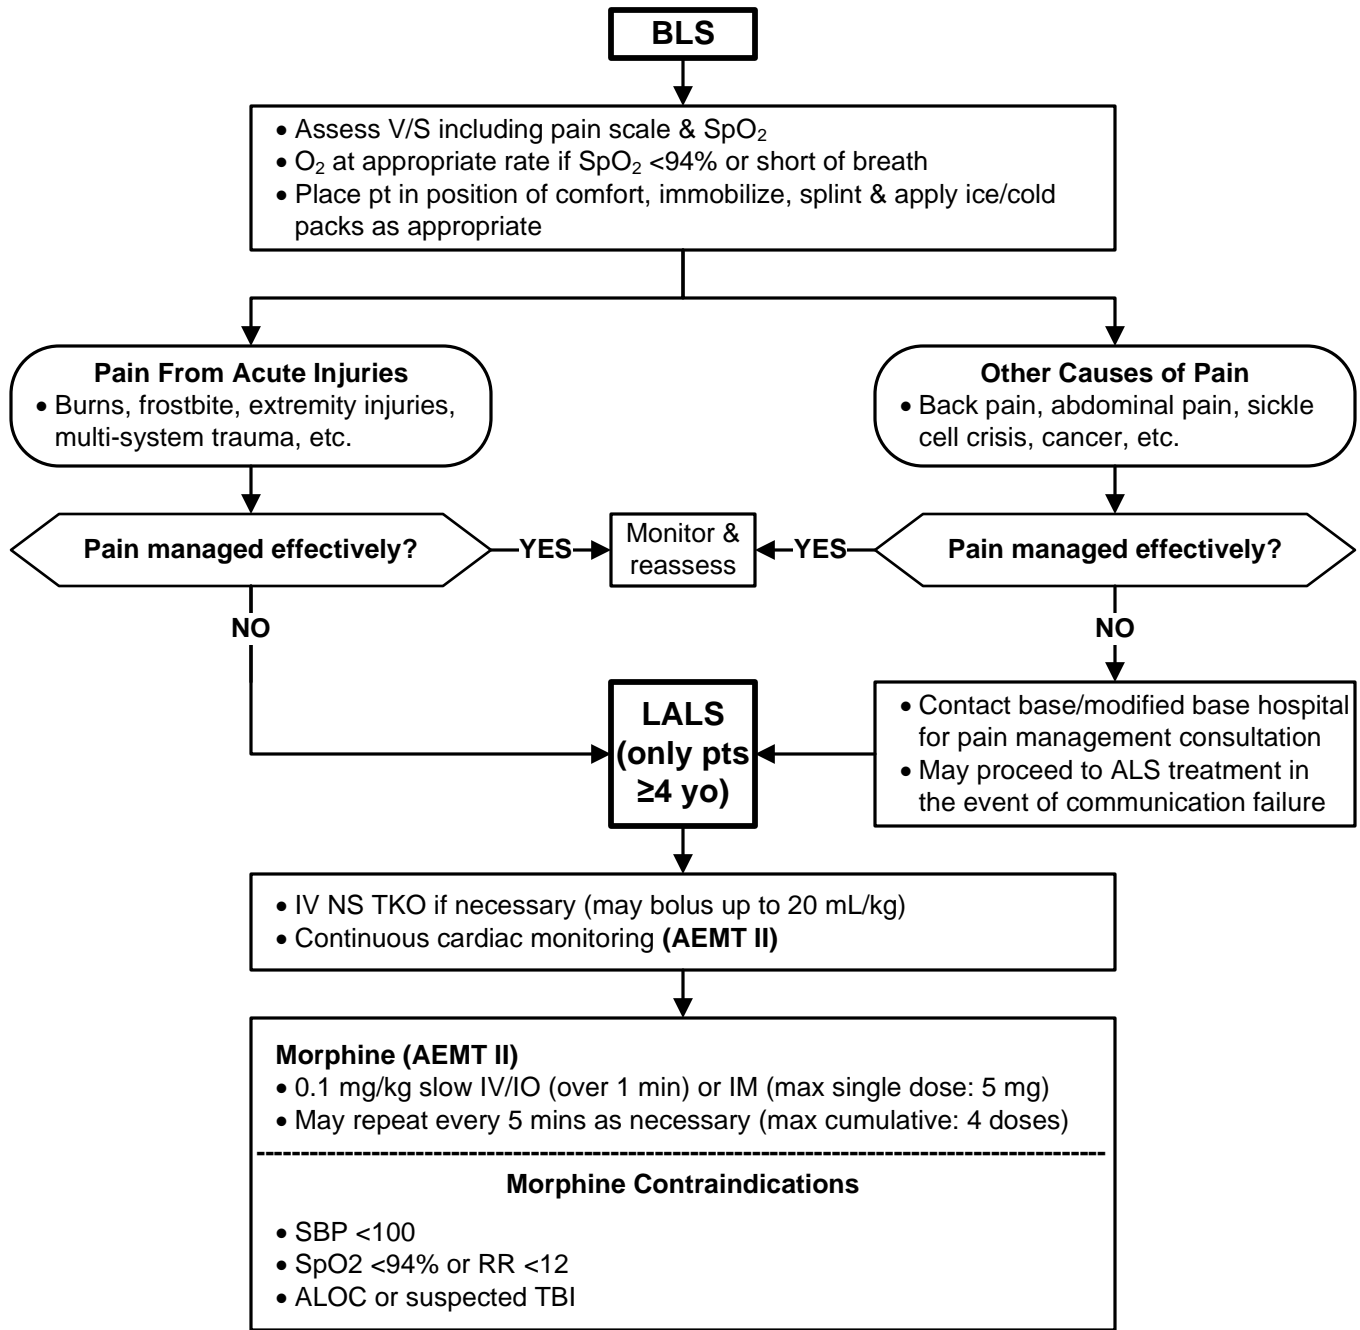 BLS
• Assess V/S including pain scale & SpO₂
• O₂ at appropriate rate if SpO₂ <94% or short of breath
• Place pt in position of comfort, immobilize, splint & apply ice/cold
packs as appropriate
Pain From Acute Injuries
• Burns, frostbite, extremity injuries,
multi-system trauma, etc.
Other Causes of Pain
• Back pain, abdominal pain, sickle
cell crisis, cancer, etc.
Pain managed effectively?
YES
Monitor &
reassess
YES
Pain managed effectively?
NO
NO
LALS
(only pts
≥4 yo)
• Contact base/modified base hospital
for pain management consultation
• May proceed to ALS treatment in
the event of communication failure
• IV NS TKO if necessary (may bolus up to 20 mL/kg)
• Continuous cardiac monitoring (AEMT II)
Morphine (AEMT II)
• 0.1 mg/kg slow IV/IO (over 1 min) or IM (max single dose: 5 mg)
• May repeat every 5 mins as necessary (max cumulative: 4 doses)
Morphine Contraindications
• SBP <100
• SpO2 <94% or RR <12
• ALOC or suspected TBI